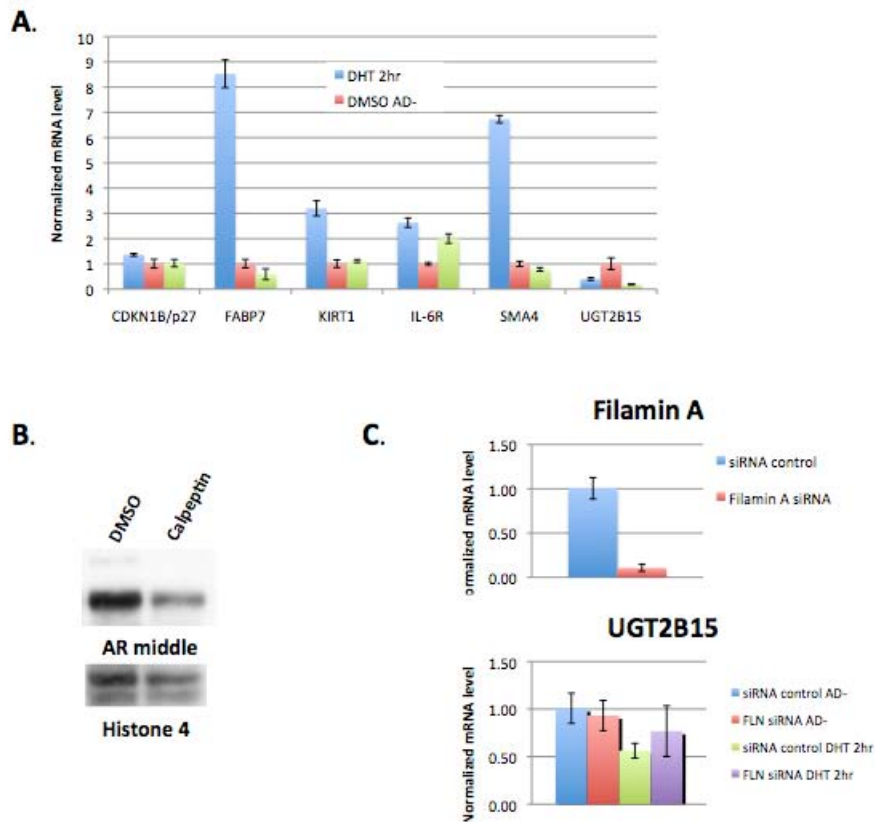 A.
Normalized mRNA level
10
9
8
7
6
5
4
3
2
1
0
DHT 2hr
DMSO AD-
CDKN1B/p27 FABP7 KIRT1 IL-6R SMA4 UGT2B15
B.
DMSO Calpeptin
AR middle
Histone 4
C.
Filamin A
ormalized mRNA level
1.50
1.00
0.50
0.00
siRNA control
Filamin A siRNA
UGT2B15
Normalized mRNA level
1.50
1.00
0.50
0.00
siRNA control AD-
FLN siRNA AD-
siRNA control DHT 2hr
FLN siRNA DHT 2hr